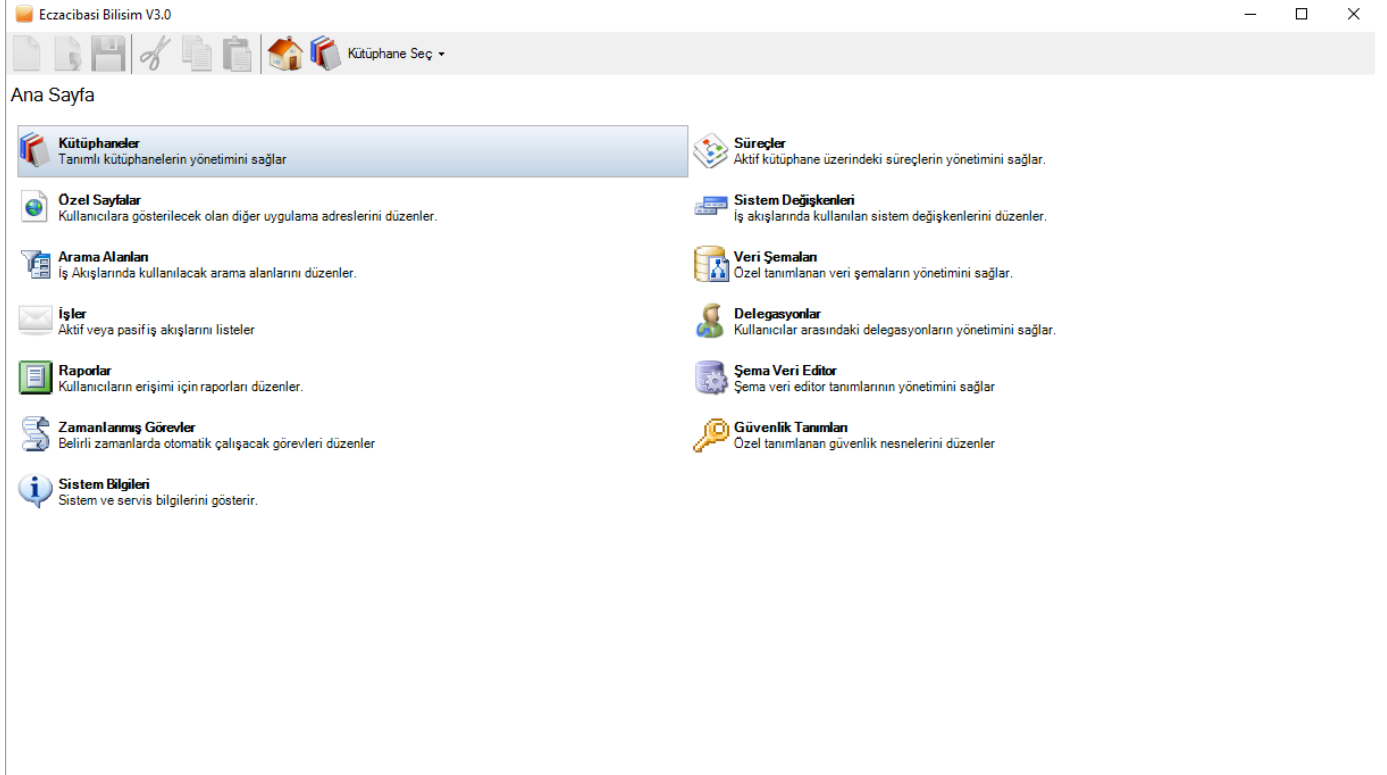 Eczacibasi Bilisim V3.0
Kütüphane Seç
Ana Sayfa
Kütüphaneler
Tanımlı kütüphanelerin yönetimini sağlar
Süreçler
Aktif kütüphane üzerindeki süreçlerin yönetimini sağlar.
Özel Sayfalar
Kullanıcılara gösterilecek olan diğer uygulama adreslerini düzenler.
Sistem Değişkenleri
İş akışlarında kullanılan sistem değişkenlerini düzenler.
Arama Alanları
İş Akışlarında kullanılacak arama alanlarını düzenler.
Veri Şemaları
Özel tanımlanan veri şemaların yönetimini sağlar.
İşler
Aktif veya pasif iş akışlarını listeler
Delegasyonlar
Kullanıcılar arasındaki delegasyonların yönetimini sağlar.
Raporlar
Kullanıcıların erişimi için raporları düzenler.
Şema Veri Editor
Şema veri editor tanımlarının yönetimini sağlar
Zamanlanmış Görevler
Belirli zamanlarda otomatik çalışacak görevleri düzenler
Güvenlik Tanımları
Özel tanımlanan güvenlik nesnelerini düzenler
Sistem Bilgileri
Sistem ve servis bilgilerini gösterir.